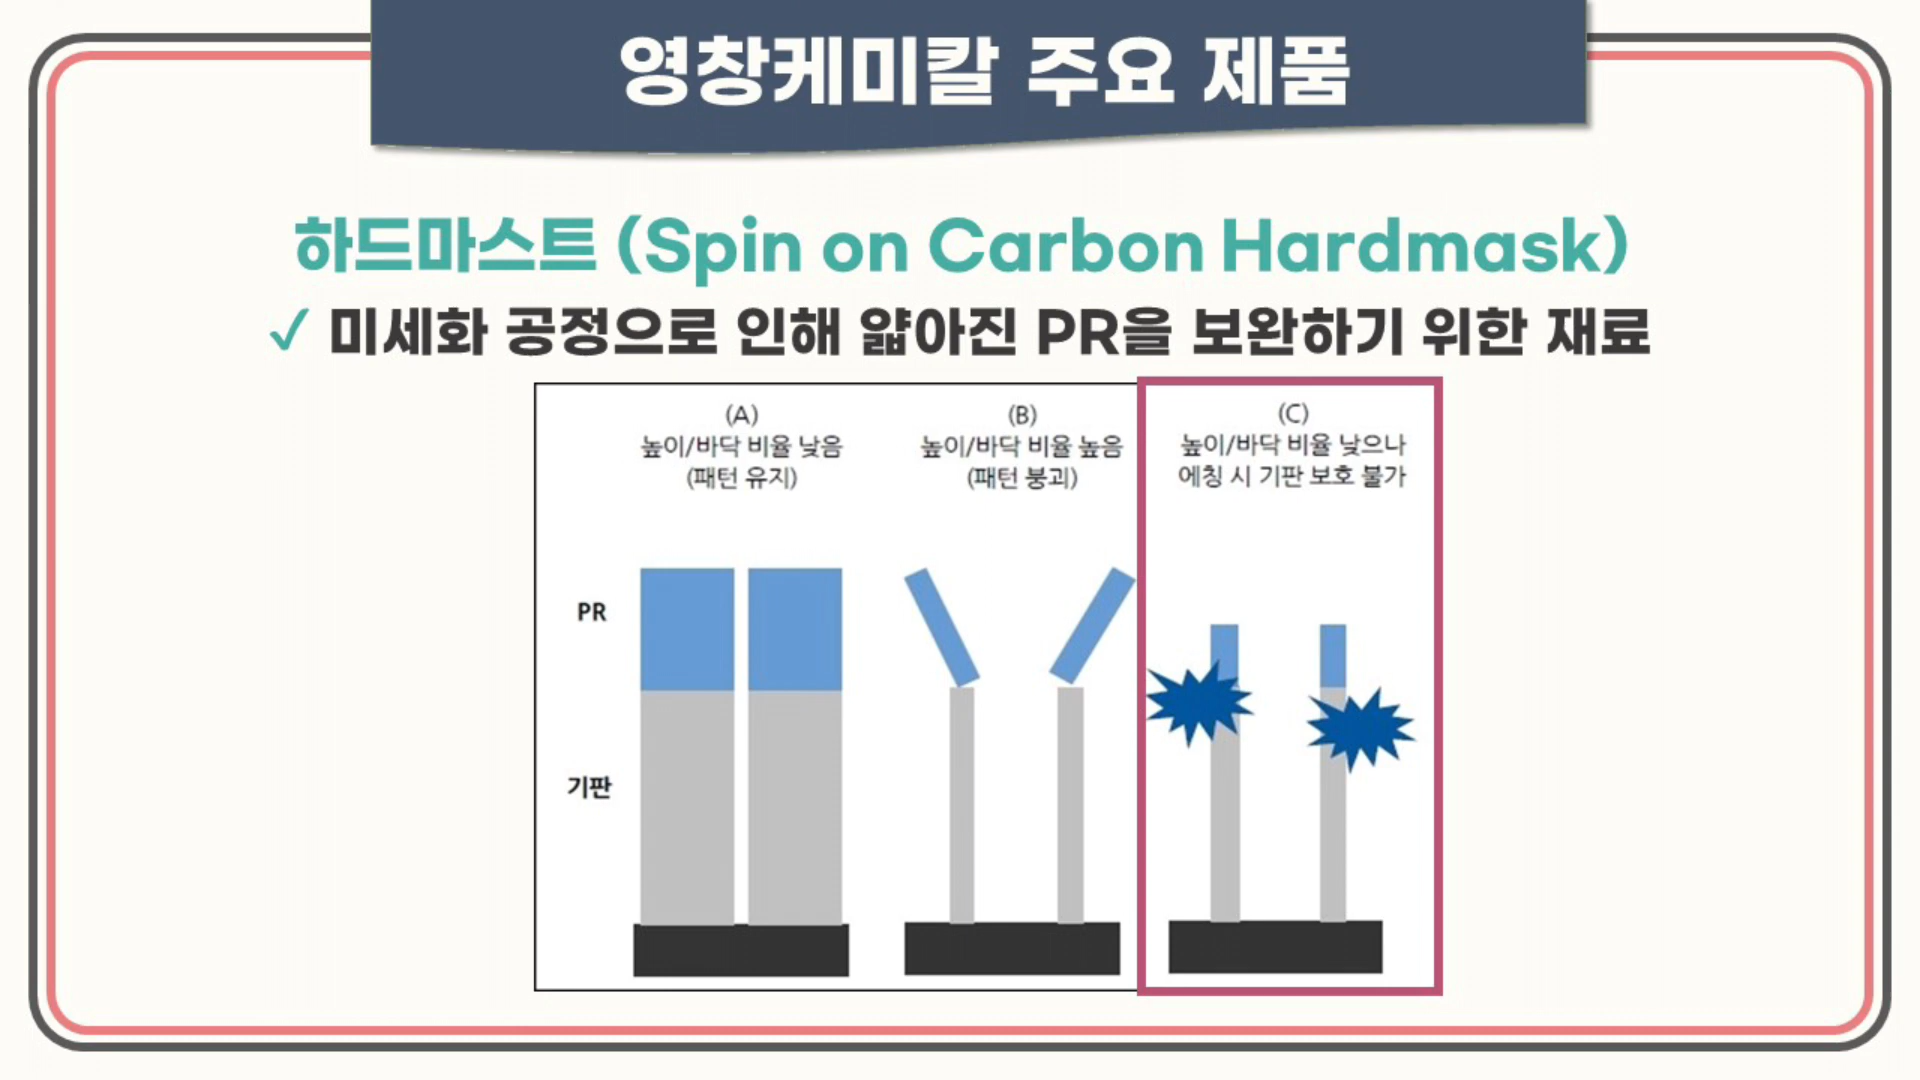 영창케미칼 주요 제품
하드마스트 (Spin on Carbon Hardmask)
✓ 미세화 공정으로 인해 얇아진 PR을 보완하기 위한 재료
(A)
높이/바닥 비율 낮음
(패턴 유지)
(B)
높이/바닥 비율 높음
(패턴 붕괴)
(C)
높이/바닥 비율 낮으나
에칭 시 기판 보호 불가
PR
기판